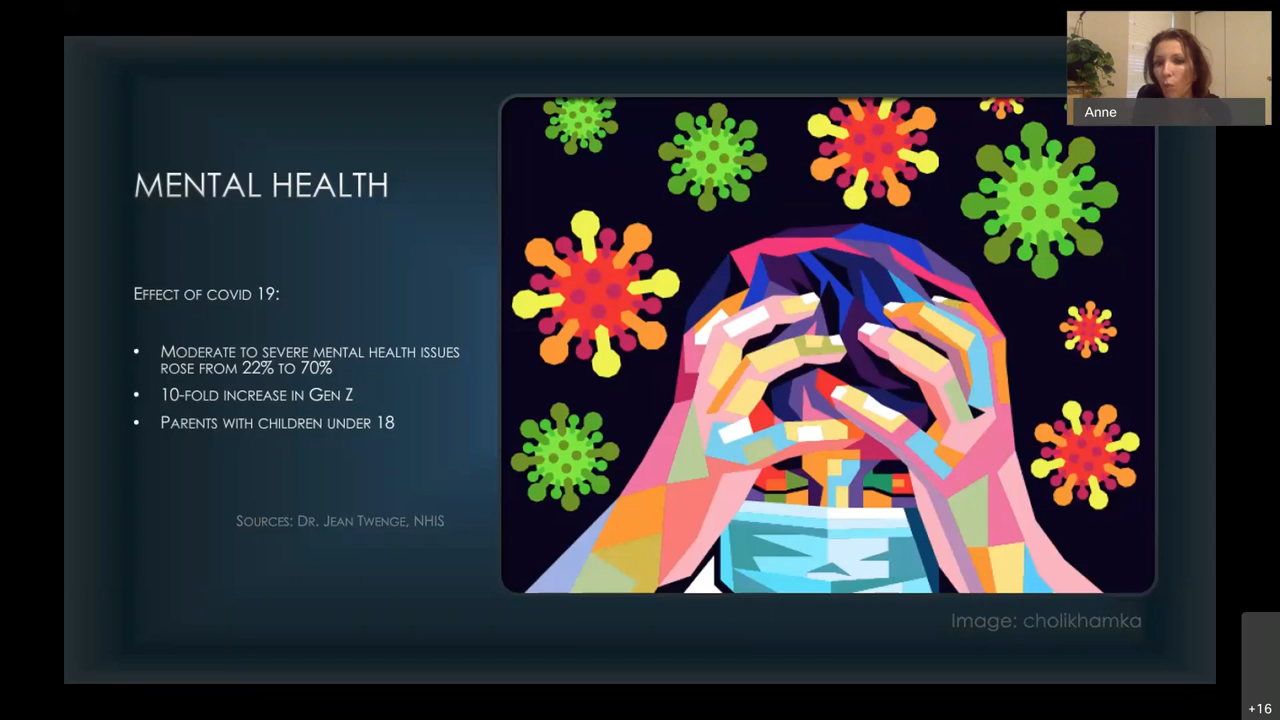 Anne
MENTAL HEALTH
EFFECT OF COVID 19:
• MODERATE TO SEVERE MENTAL HEALTH ISSUES
ROSE FROM 22% TO 70%
• 10-FOLD INCREASE IN GEN Z
• PARENTS WITH CHILDREN UNDER 18
SOURCES: DR. JEAN TWENGE, NHIS
Image: cholikhamka
+16